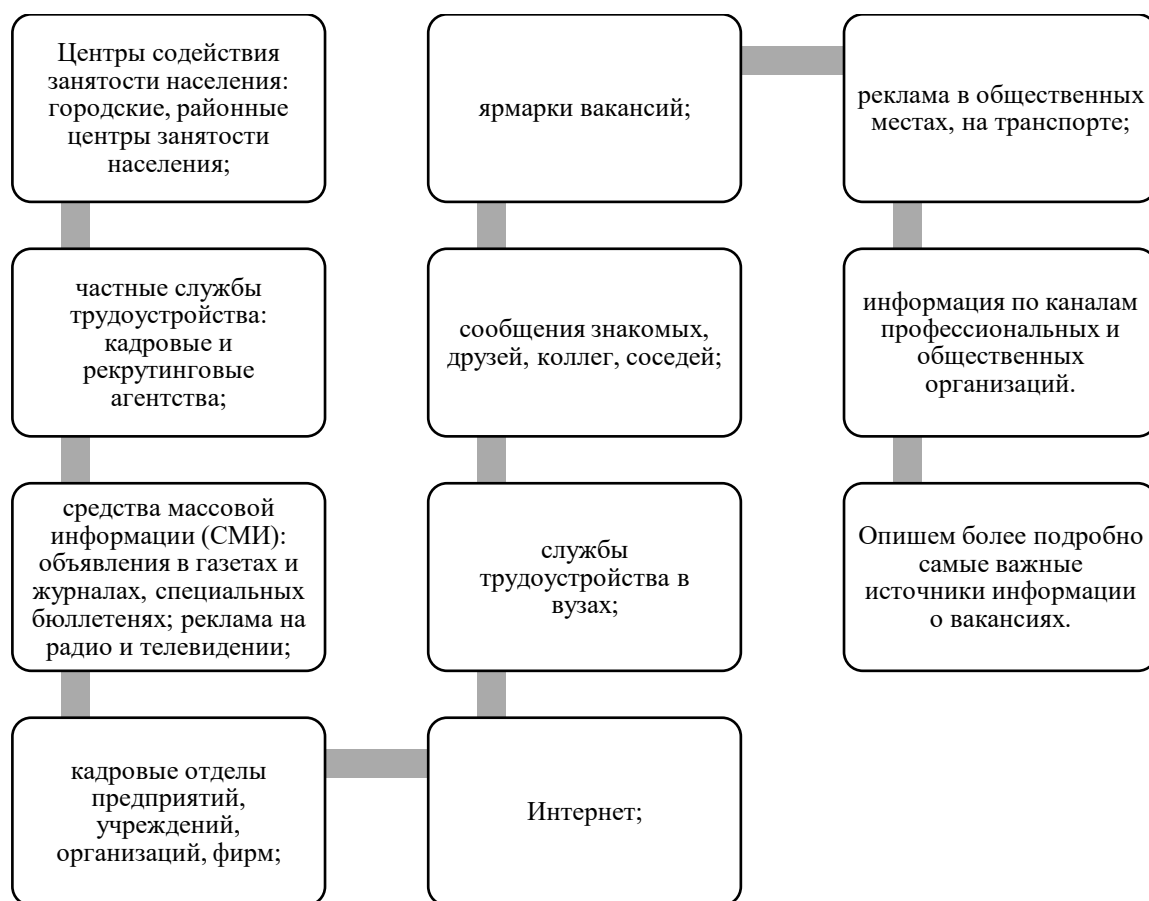 Центры содействия
занятости населения:
городские, районные
центры занятости
населения;
частные службы
трудоустройства:
кадровые и
рекрутинговые
агентства;
средства массовой
информации (СМИ):
объявления в газетах и
журналах, специальных
бюллетенях; реклама на
радио и телевидении;
кадровые отделы
предприятий,
учреждений,
организаций, фирм;
Интернет;
службы
трудоустройства в
вузах;
сообщения знакомых,
друзей, коллег, соседей;
ярмарки вакансий;
реклама в общественных
местах, на транспорте;
информация по каналам
профессиональных и
общественных
организаций.
Опишем более подробно
самые важные
источники информации
о вакансиях.